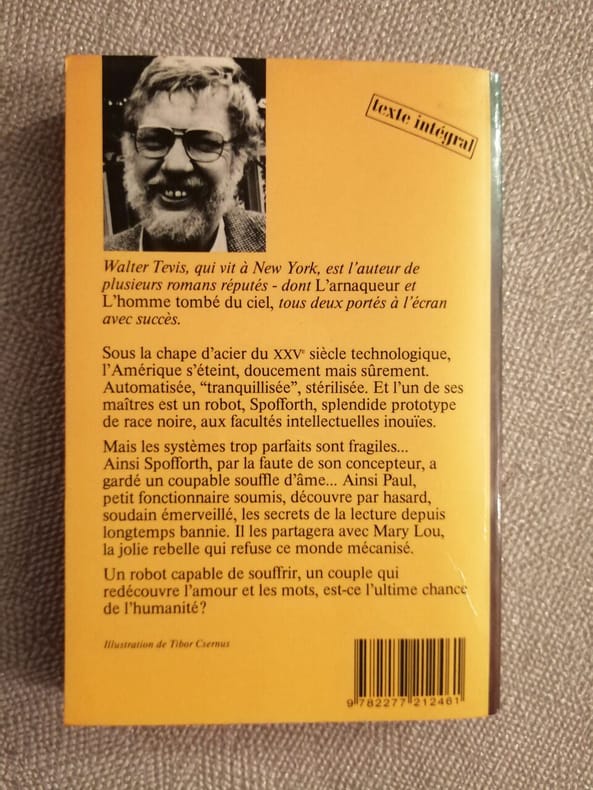 texte intégral
Walter Tevis, qui vit à New York, est l'auteur de
plusieurs romans réputés - dont L'arnaqueur et
L'homme tombé du ciel, tous deux portés à l'écran
avec succès.
Sous la chape d'acier du XXVe siècle technologique,
l'Amérique s'éteint, doucement mais sûrement.
Automatisée, “tranquillisée”, stérilisée. Et l'un de ses
maîtres est un robot, Spofforth, splendide prototype
de race noire, aux facultés intellectuelles inouïes.
Mais les systèmes trop parfaits sont fragiles...
Ainsi Spofforth, par la faute de son concepteur, a
gardé un coupable souffle d'âme... Ainsi Paul,
petit fonctionnaire soumis, découvre par hasard,
soudain émerveillé, les secrets de la lecture depuis
longtemps bannie. Il les partagera avec Mary Lou,
la jolie rebelle qui refuse ce monde mécanisé.
Un robot capable de souffrir, un couple qui
redécouvre l'amour et les mots, est-ce l'ultime chance
de l'humanité?
Illustration de Tibor Csernus
9 782277 212461